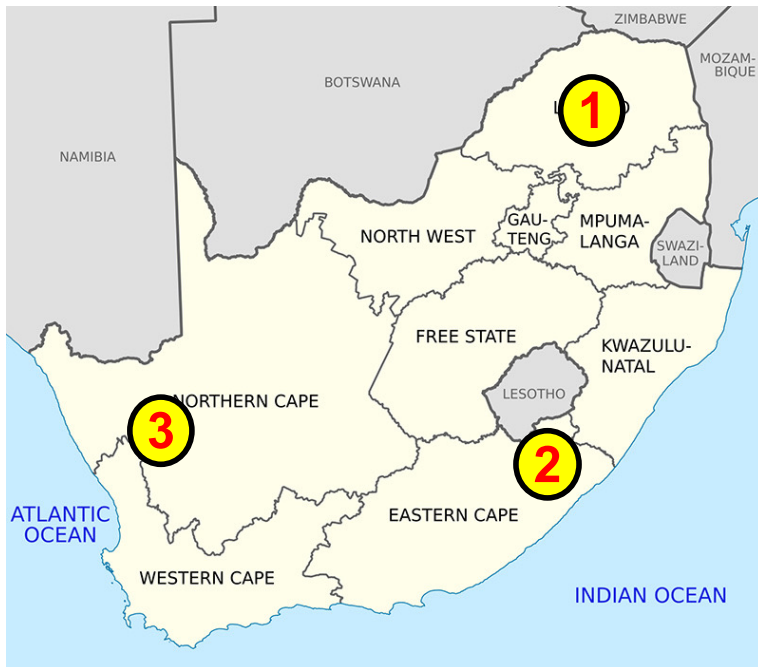 ZIMBABWE
MOZAM-
BIQUE
BOTSWANA
1
NAMIBIA
NORTH WEST
GAU-
TENG
MPUMA-
LANGA
SWAZI-
LAND
FREE STATE
KWAZULU-
NATAL
LESOTHO
NORTHERN CAPE
3
2
ATLANTIC
OCEAN
EASTERN CAPE
WESTERN CAPE
INDIAN OCEAN